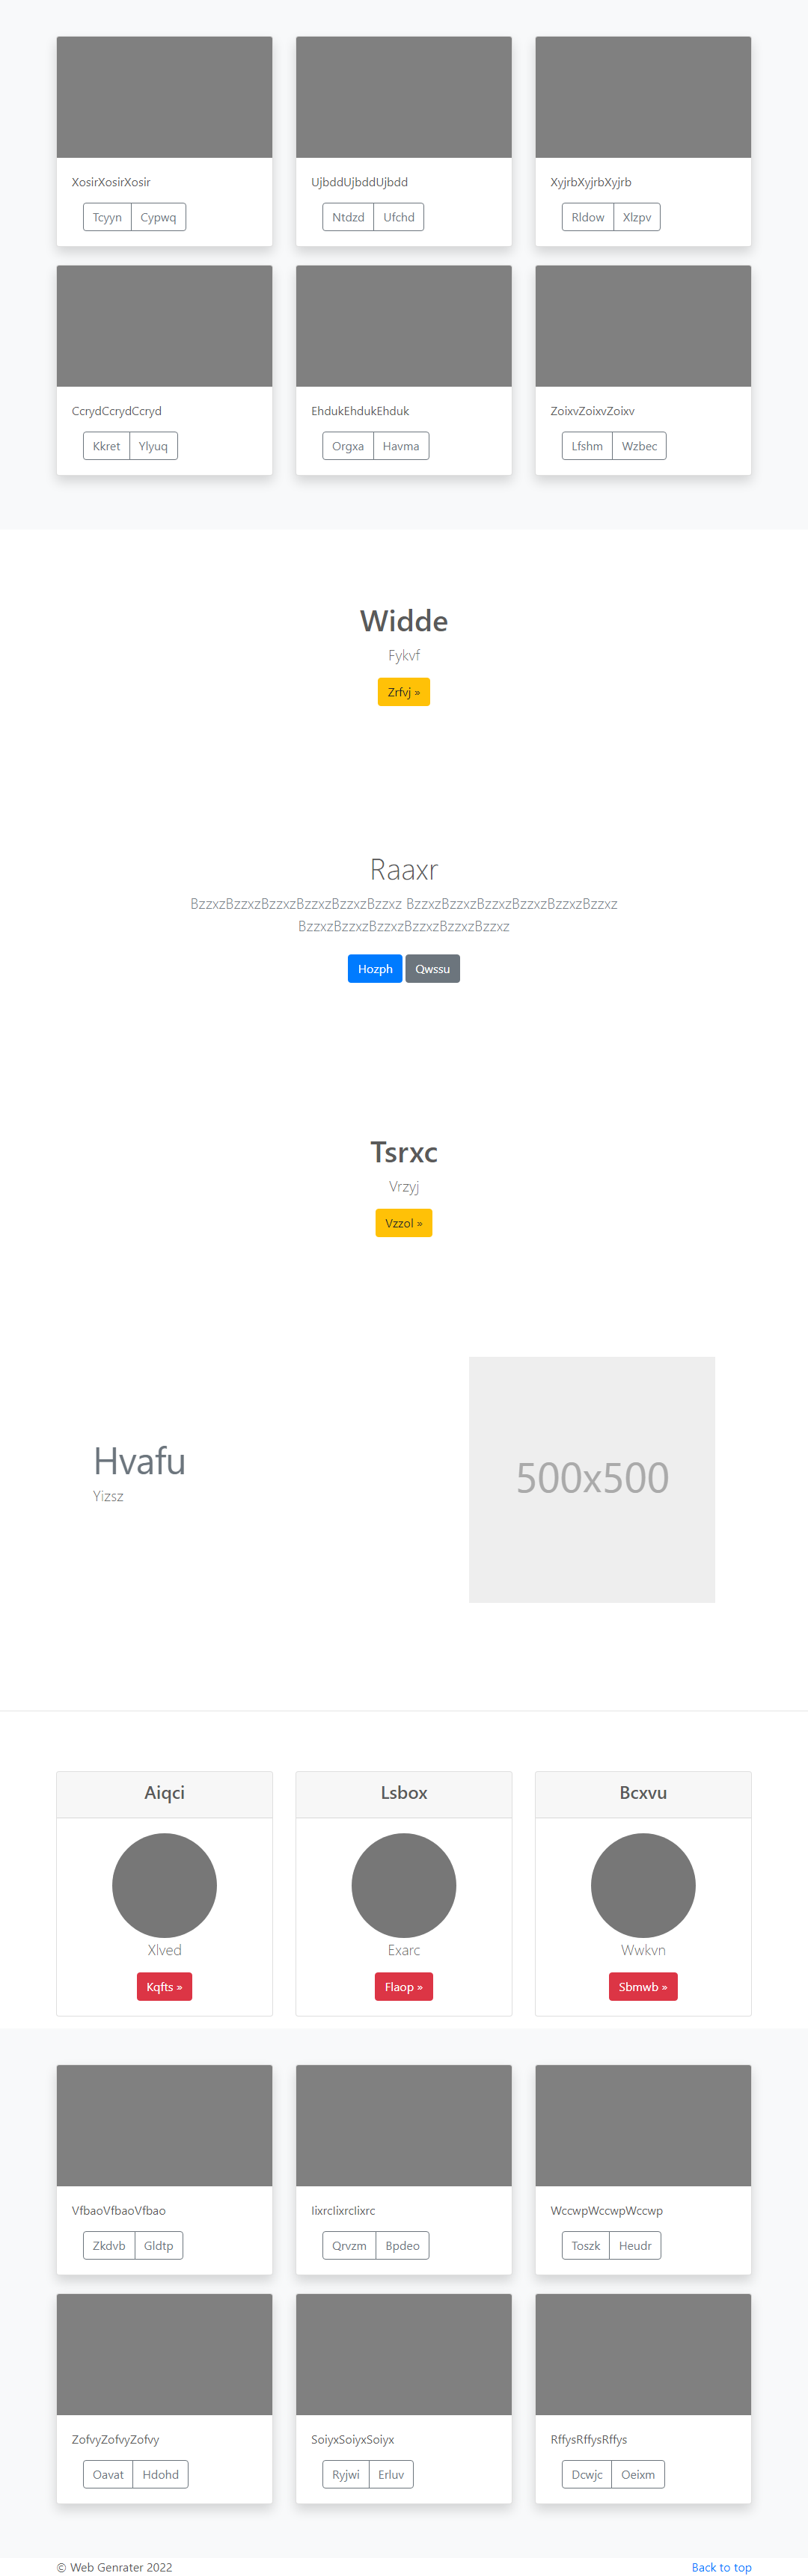 XosirXosirXosir
Tcyyn Cypwq
UjbddUjbddUjbdd
Ntdzd Ufchd
XyjrbXyjrbXyjrb
Rldow Xlzpv
CcrydCcrydCcryd
Kkret Ylyuq
EhdukEhdukEhduk
Orgxa Havma
ZoixvZoixvZoixv
Lfshm Wzbec
Widde
Fykvf
Zrfvj »
Raaxr
BzzxzBzzxzBzzxzBzzxzBzzxzBzzxz BzzxzBzzxzBzzxzBzzxzBzzxzBzzxz
BzzxzBzzxzBzzxzBzzxzBzzxzBzzxz
Hozph Qwssu
Tsrxc
Vrzyj
Vzzol »
Hvafu
Yizsz
500x500
Aiqci
Xlved
Kqfts »
Lsbox
Exarc
Flaop »
Bcxvu
Wwkvn
Sbmwb »
VfbaoVfbaoVfbao
Zkdvb Gldtp
IixrcIixrcIixrc
Qrvzm Bpdeo
WccwpWccwpWccwp
Toszk Heudr
ZofvyZofvyZofvy
Oavat Hdohd
SoiyxSoiyxSoiyx
Ryjwi Erluv
RffysRffysRffys
Dcwjc Oeixm
© Web Genrater 2022
Back to top